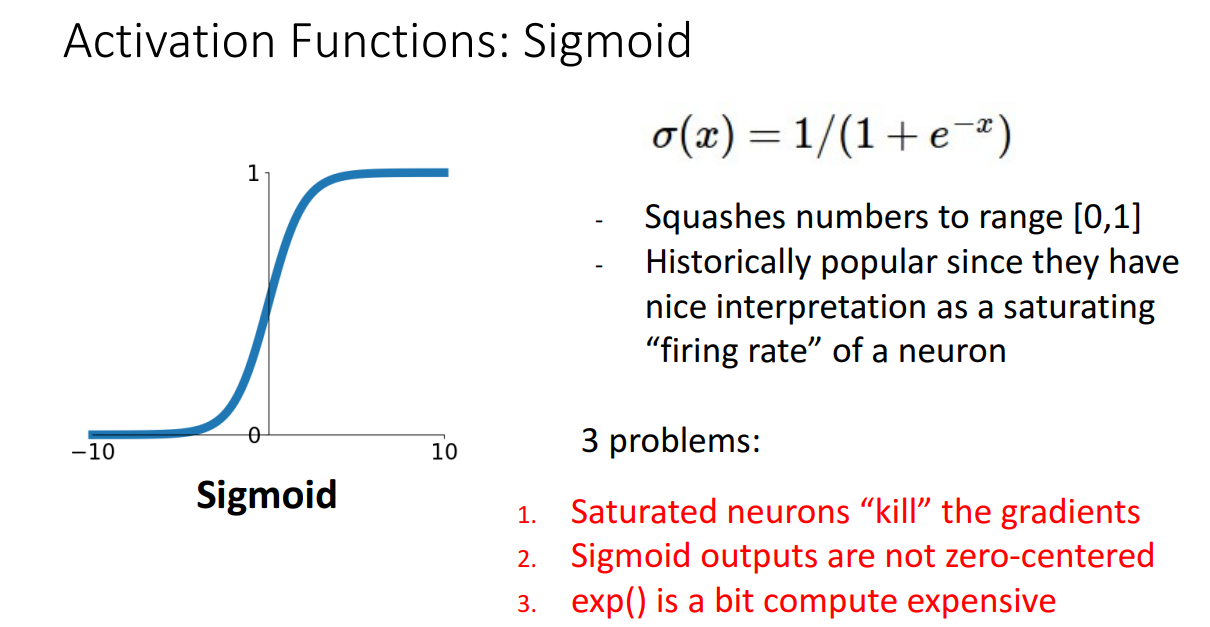 Activation Functions: Sigmoid
σ(x) = 1/(1 + e⁻ˣ)
1
0
−10
10
Sigmoid
- Squashes numbers to range [0,1]
- Historically popular since they have
nice interpretation as a saturating
“firing rate” of a neuron
3 problems:
1. Saturated neurons “kill” the gradients
2. Sigmoid outputs are not zero-centered
3. exp() is a bit compute expensive